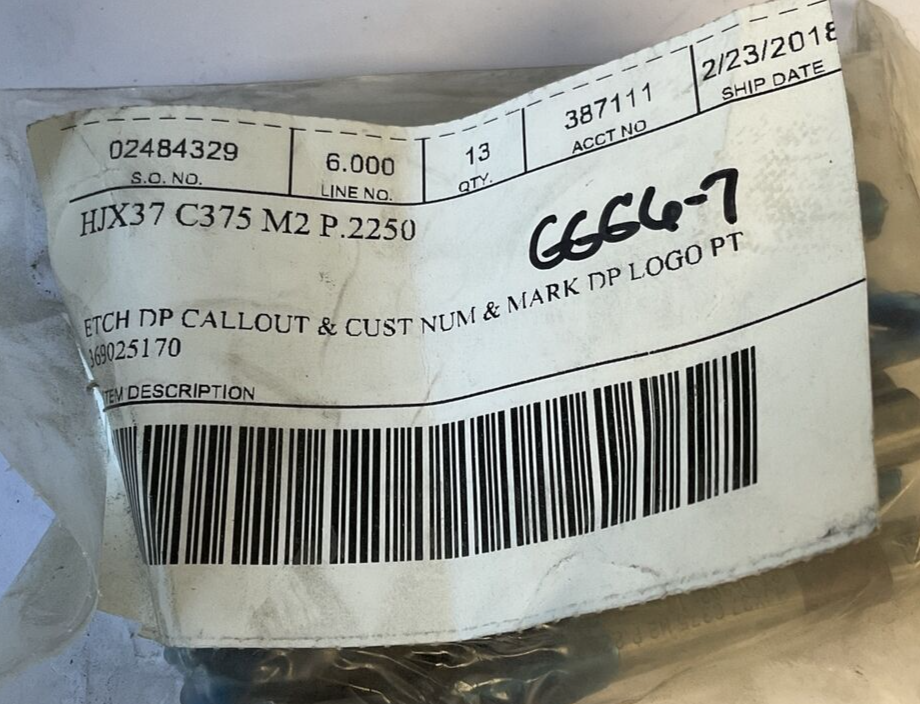 02484329 6.000 13 387111 2/23/2018
S.O. NO. LINE NO. QTY. ACCT NO SHIP DATE
HJX37 C375 M2 P.2250
GGG6-7
ETCH DP CALLOUT & CUST NUM & MARK DP LOGO PT
369025170
ITEM DESCRIPTION